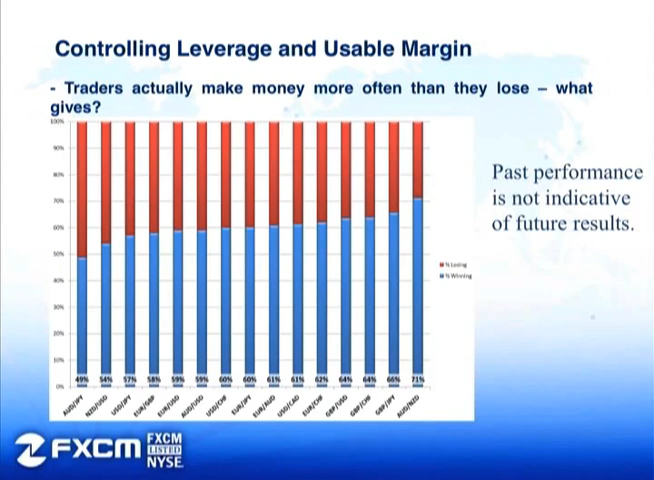 Controlling Leverage and Usable Margin
- Traders actually make money more often than they lose – what
gives?
100%
90%
80%
70%
60%
50%
40%
30%
20%
10%
0%
49% 54% 57% 58% 59% 59% 60% 60% 61% 61% 62% 64% 64% 66% 71%
AUD/JPY NZD/USD USD/JPY EUR/GBP EUR/USD AUD/USD USD/CHF EUR/JPY EUR/AUD USD/CAD EUR/CHF GBP/USD GBP/CHF GBP/JPY AUD/NZD
% Losing
% Winning
Past performance
is not indicative
of future results.
FXCM
FXCM
LISTED
NYSE